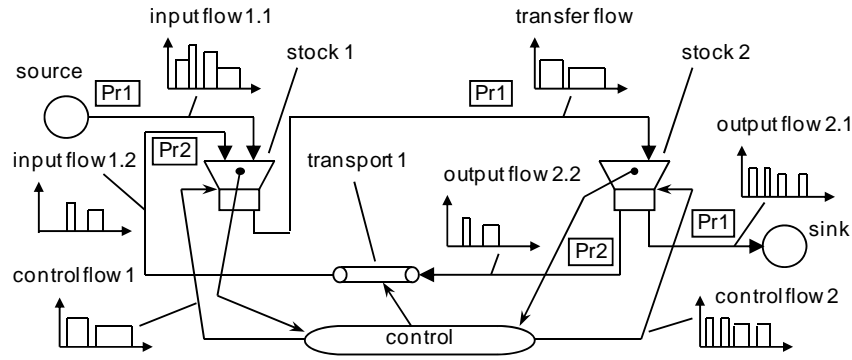 input flow 1.1
transfer flow
stock 1
stock 2
source
Pr1
Pr1
output flow 2.1
Pr2
input flow 1.2
transport 1
output flow 2.2
Pr1
sink
Pr2
control flow 1
control flow 2
control